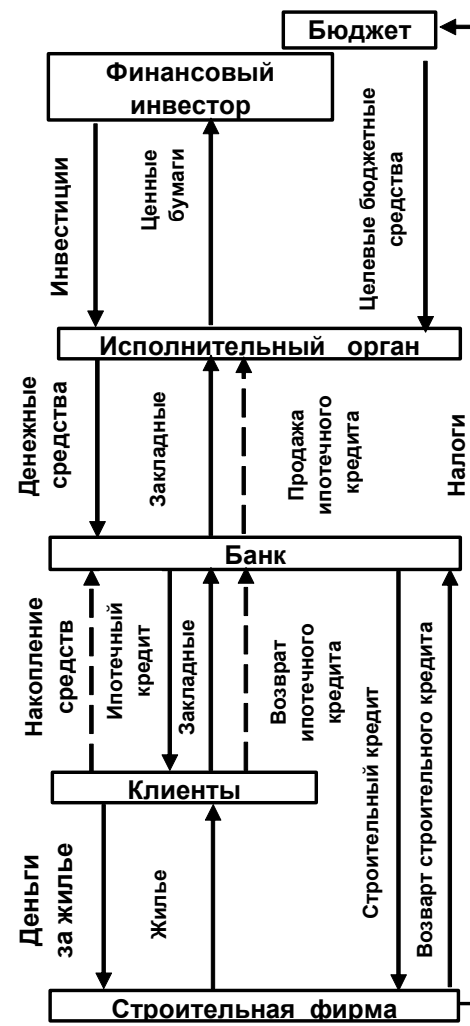 Бюджет
Финансовый
инвестор
Инвестиции
Ценные
бумаги
Целевые бюджетные
средства
Исполнительный орган
Денежные
средства
Закладные
Продажа
ипотечного
кредита
Налоги
Банк
Накопление
средств
Ипотечный
кредит
Закладные
Возврат
ипотечного
кредита
Строительный кредит
Возварт строительного кредита
Клиенты
Деньги
за жилье
Жилье
Строительная фирма